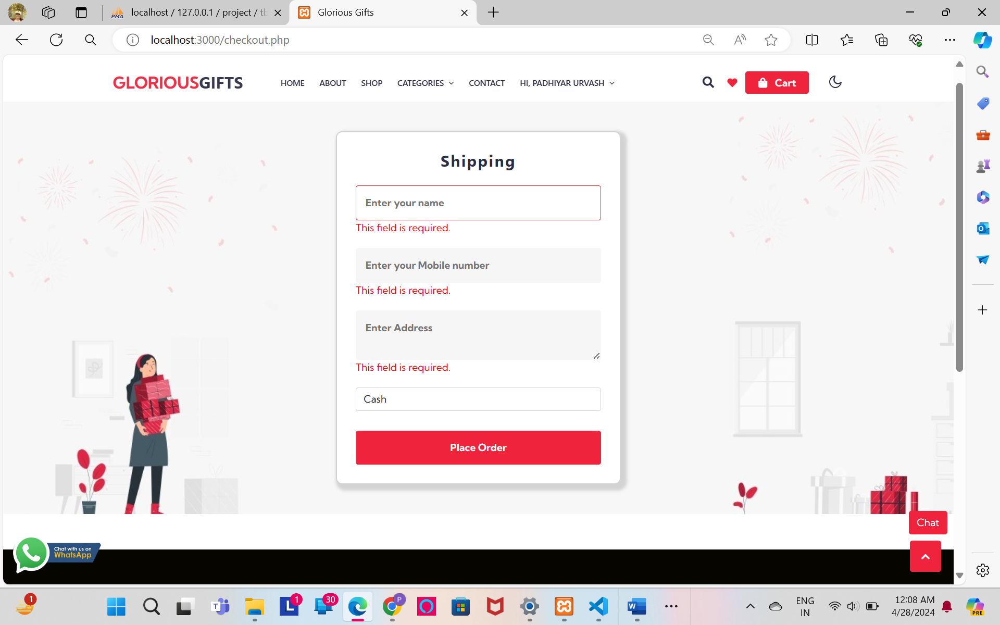 localhost / 127.0.0.1 / project / tb
Glorious Gifts
localhost:3000/checkout.php
GLORIOUSGIFTS
HOME
ABOUT
SHOP
CATEGORIES
CONTACT
HI, PADHIYAR URVASH
Cart
Shipping
Enter your name
This field is required.
Enter your Mobile number
This field is required.
Enter Address
This field is required.
Cash
Place Order
Chat
Chat with us on
WhatsApp
1
1
30
P
ENG
IN
12:08 AM
4/28/2024
PRE